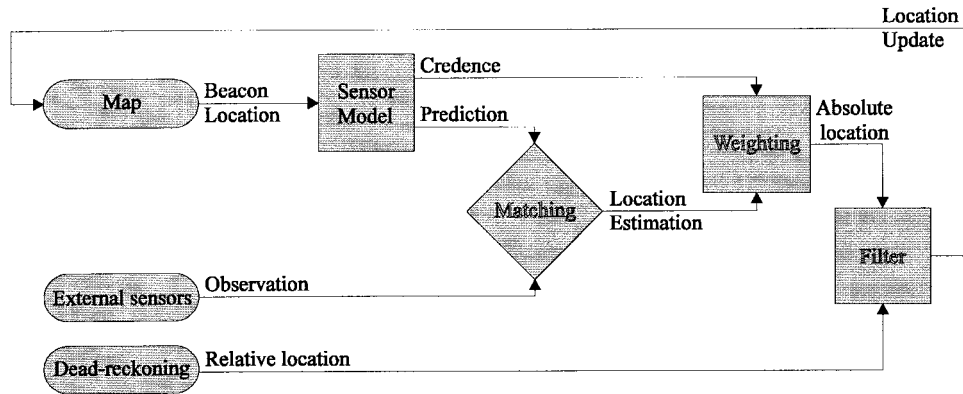 Location
Update
Map
Beacon
Location
Sensor
Model
Credence
Prediction
Weighting
Absolute
location
Matching
Location
Estimation
Filter
External sensors
Observation
Dead-reckoning
Relative location